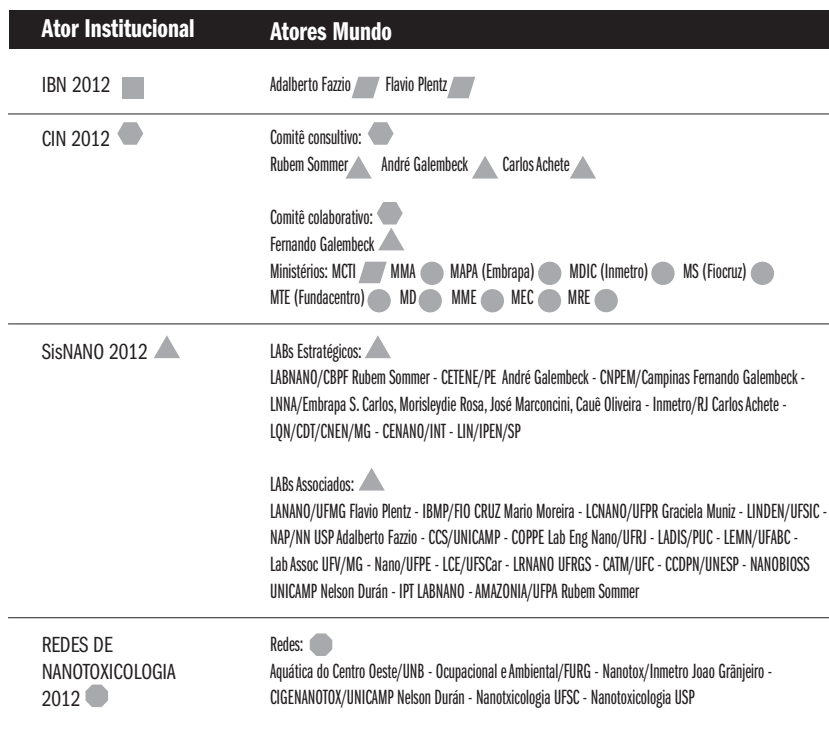 Ator Institucional Atores Mundo
IBN 2012 Adalberto Fazzio Flavio Plentz
CIN 2012 Comitê consultivo:
Rubem Sommer André Galembeck Carlos Achete
Comitê colaborativo:
Fernando Galembeck
Ministérios: MCTI MMA MAPA (Embrapa) MDIC (Inmetro) MS (Fiocruz)
MTE (Fundacentro) MD MME MEC MRE
SisNANO 2012 LABs Estratégicos:
LABNANO/CBPF Rubem Sommer - CETENE/PE André Galembeck - CNPEM/Campinas Fernando Galembeck -
LNNA/Embrapa S. Carlos, Morisleydie Rosa, José Marconcini, Cauê Oliveira - Inmetro/RJ Carlos Achete -
LQN/CDT/CNEN/MG - CENANO/INT - LIN/IPEN/SP
LABs Associados:
LANANO/UFMG Flavio Plentz - IBMP/FIO CRUZ Mario Moreira - LCNANO/UFPR Graciela Muniz - LINDEN/UFSIC -
NAP/NN USP Adalberto Fazzio - CCS/UNICAMP - COPPE Lab Eng Nano/UFRJ - LADIS/PUC - LEMN/UFABC -
Lab Assoc UFV/MG - Nano/UFPE - LCE/UFSCar - LRNANO UFRGS - CATM/UFC - CCDPN/UNESP - NANOBIOSS
UNICAMP Nelson Durán - IPT LABNANO - AMAZONIA/UFPA Rubem Sommer
REDES DE Redes:
NANOTOXICOLOGIA Aquática do Centro Oeste/UNB - Ocupacional e Ambiental/FURG - Nanotox/Inmetro Joao Grãnjeiro -
2012 CIGENANOTOX/UNICAMP Nelson Durán - Nanotxicologia UFSC - Nanotoxicologia USP